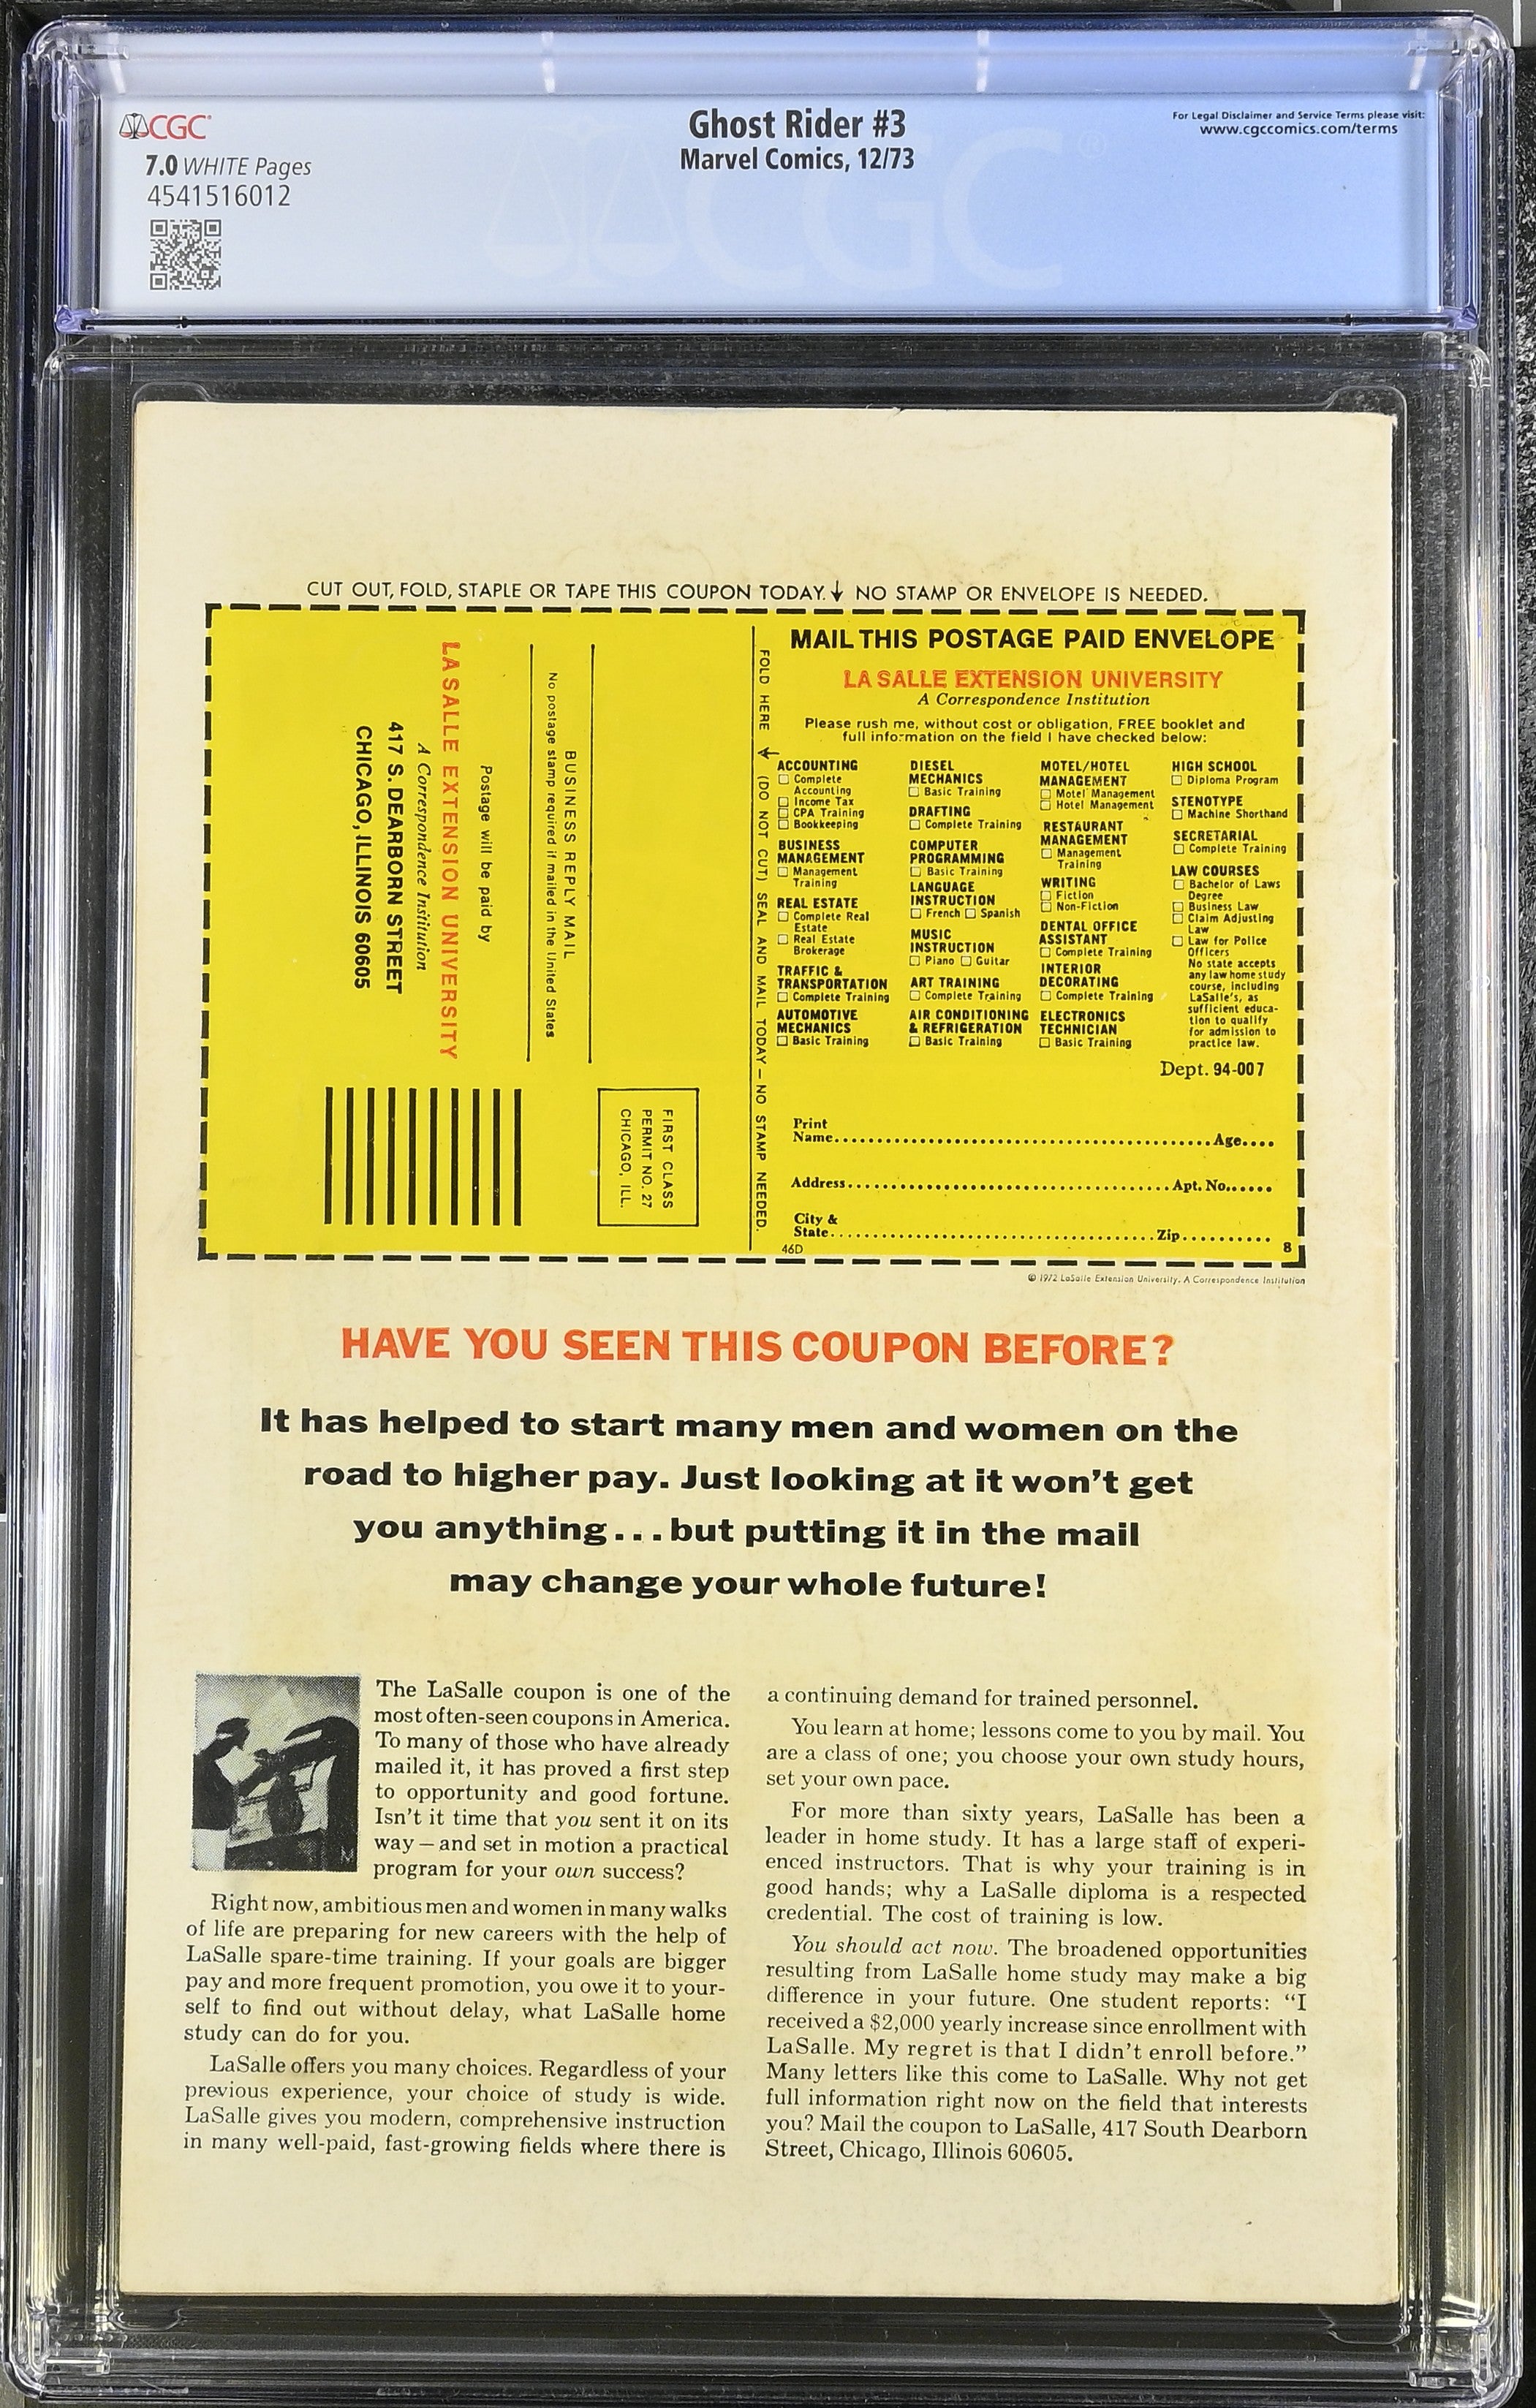 CGC
7.0 WHITE Pages
4541516012
Ghost Rider #3
Marvel Comics, 12/73
For Legal Disclaimer and Service Terms please visit:
www.cgccomics.com/terms
CGC
CUT OUT, FOLD, STAPLE OR TAPE THIS COUPON TODAY. ↓ NO STAMP OR ENVELOPE IS NEEDED.
FIRST CLASS
PERMIT NO. 27
CHICAGO, ILL.
BUSINESS REPLY MAIL
No postage stamp required if mailed in the United States
Postage will be paid by
LA SALLE EXTENSION UNIVERSITY
A Correspondence Institution
417 S. DEARBORN STREET
CHICAGO, ILLINOIS 60605
FOLD HERE ← (DO NOT CUT) SEAL AND MAIL TODAY — NO STAMP NEEDED.
MAIL THIS POSTAGE PAID ENVELOPE
LA SALLE EXTENSION UNIVERSITY
A Correspondence Institution
Please rush me, without cost or obligation, FREE booklet and
full information on the field I have checked below:
ACCOUNTING
☐ Complete
Accounting
☐ Income Tax
☐ CPA Training
☐ Bookkeeping
BUSINESS
MANAGEMENT
☐ Management
Training
REAL ESTATE
☐ Complete Real
Estate
☐ Real Estate
Brokerage
TRAFFIC &
TRANSPORTATION
☐ Complete Training
AUTOMOTIVE
MECHANICS
☐ Basic Training
DIESEL
MECHANICS
☐ Basic Training
DRAFTING
☐ Complete Training
COMPUTER
PROGRAMMING
☐ Basic Training
LANGUAGE
INSTRUCTION
☐ French ☐ Spanish
MUSIC
INSTRUCTION
☐ Piano ☐ Guitar
ART TRAINING
☐ Complete Training
AIR CONDITIONING
& REFRIGERATION
☐ Basic Training
MOTEL/HOTEL
MANAGEMENT
☐ Motel Management
☐ Hotel Management
RESTAURANT
MANAGEMENT
☐ Management
Training
WRITING
☐ Fiction
☐ Non-Fiction
DENTAL OFFICE
ASSISTANT
☐ Complete Training
INTERIOR
DECORATING
☐ Complete Training
ELECTRONICS
TECHNICIAN
☐ Basic Training
HIGH SCHOOL
☐ Diploma Program
STENOTYPE
☐ Machine Shorthand
SECRETARIAL
☐ Complete Training
LAW COURSES
☐ Bachelor of Laws
Degree
☐ Business Law
☐ Claim Adjusting
Law
☐ Law for Police
Officers
No state accepts
any law home study
course, including
LaSalle's, as
sufficient educa-
tion to qualify
for admission to
practice law.
Dept. 94-007
Print
Name........................................Age....
Address........................................Apt. No......
City &
State........................................Zip..........
46D 8
© 1972 LaSalle Extension University. A Correspondence Institution
HAVE YOU SEEN THIS COUPON BEFORE?
It has helped to start many men and women on the
road to higher pay. Just looking at it won't get
you anything...but putting it in the mail
may change your whole future!
The LaSalle coupon is one of the
most often-seen coupons in America.
To many of those who have already
mailed it, it has proved a first step
to opportunity and good fortune.
Isn't it time that you sent it on its
way — and set in motion a practical
program for your own success?
Right now, ambitious men and women in many walks
of life are preparing for new careers with the help of
LaSalle spare-time training. If your goals are bigger
pay and more frequent promotion, you owe it to your-
self to find out without delay, what LaSalle home
study can do for you.
LaSalle offers you many choices. Regardless of your
previous experience, your choice of study is wide.
LaSalle gives you modern, comprehensive instruction
in many well-paid, fast-growing fields where there is
a continuing demand for trained personnel.
You learn at home; lessons come to you by mail. You
are a class of one; you choose your own study hours,
set your own pace.
For more than sixty years, LaSalle has been a
leader in home study. It has a large staff of experi-
enced instructors. That is why your training is in
good hands; why a LaSalle diploma is a respected
credential. The cost of training is low.
You should act now. The broadened opportunities
resulting from LaSalle home study may make a big
difference in your future. One student reports: "I
received a $2,000 yearly increase since enrollment with
LaSalle. My regret is that I didn't enroll before."
Many letters like this come to LaSalle. Why not get
full information right now on the field that interests
you? Mail the coupon to LaSalle, 417 South Dearborn
Street, Chicago, Illinois 60605.